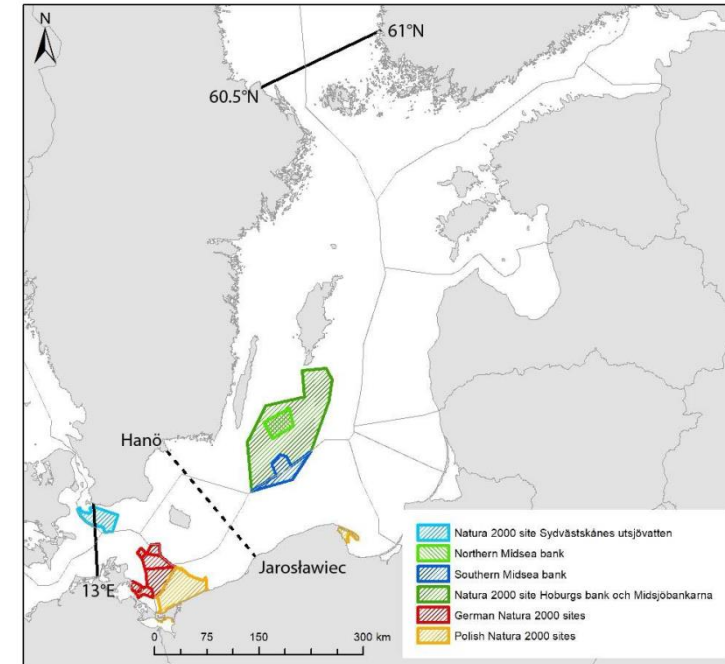 N
61°N
60.5°N
Hanö
Jarosławiec
13°E
0 75 150 300 km
Natura 2000 site Sydvästskånes utsjövatten
Northern Midsea bank
Southern Midsea bank
Natura 2000 site Hoburgs bank och Midsjöbankarna
German Natura 2000 sites
Polish Natura 2000 sites